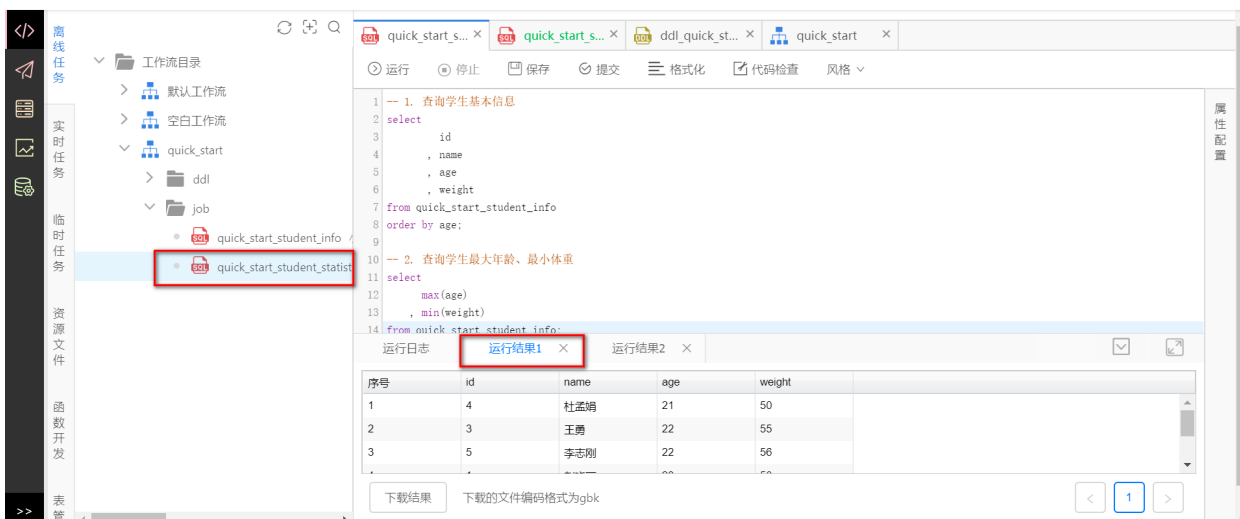 离线任务
实时任务
临时任务
资源文件
函数开发
表管
>>
工作流目录
默认工作流
空白工作流
quick_start
ddl
job
quick_start_student_info
quick_start_student_statist
quick_start_s... ×
quick_start_s... ×
ddl_quick_st... ×
quick_start ×
运行 停止 保存 提交 格式化 代码检查 风格
1 -- 1. 查询学生基本信息
2 select
3 id
4 , name
5 , age
6 , weight
7 from quick_start_student_info
8 order by age;
9
10 -- 2. 查询学生最大年龄、最小体重
11 select
12 max(age)
13 , min(weight)
14 from quick_start_student_info;
属性配置
运行日志 运行结果1 × 运行结果2 ×
序号 id name age weight
1 4 杜孟娟 21 50
2 3 王勇 22 55
3 5 李志刚 22 56
下载结果 下载的文件编码格式为gbk
< 1 >